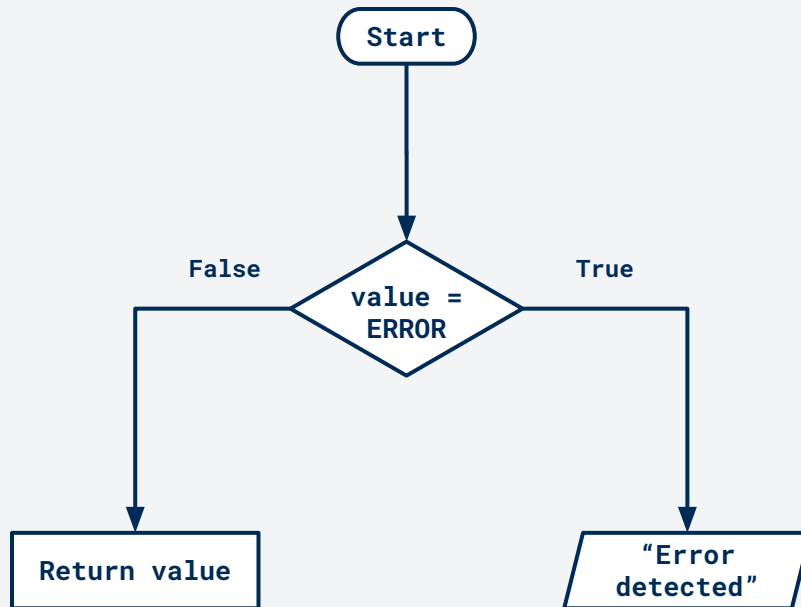 Start
False
True
value =
ERROR
Return value
“Error
detected”